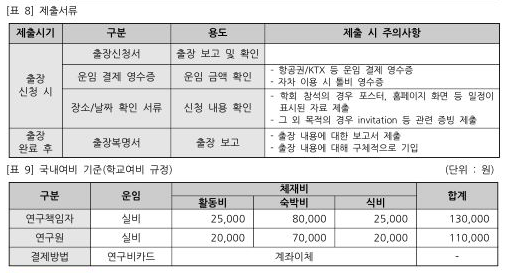 [표 8] 제출서류
제출시기 구분 용도 제출 시 주의사항
출장 신청 시
출장신청서 출장 보고 및 확인
운임 결제 영수증 운임 금액 확인 - 항공권/KTX 등 운임 결제 영수증
- 자차 이용 시 톨비 영수증
장소/날짜 확인 서류 신청 내용 확인 - 학회 참석의 경우 포스터, 홈페이지 화면 등 일정이
표시된 자료 제출
- 그 외 목적의 경우 invitation 등 관련 증빙 제출
출장 완료 후
출장복명서 출장 보고 - 출장 내용에 대한 보고서 제출
- 출장 내용에 대해 구체적으로 기입
[표 9] 국내여비 기준(학교여비 규정) (단위 : 원)
구분 운임 체재비 합계
활동비 숙박비 식비
연구책임자 실비 25,000 80,000 25,000 130,000
연구원 실비 20,000 70,000 20,000 110,000
결제방법 연구비카드 계좌이체 -